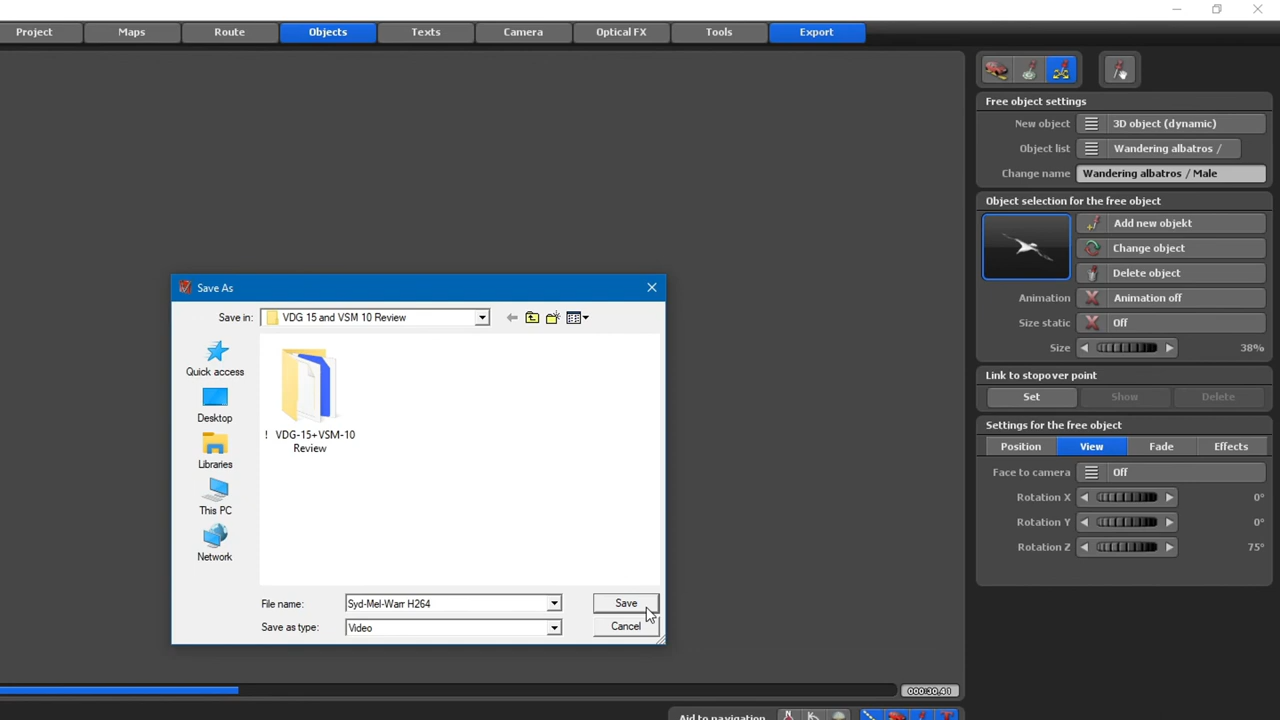 Project Maps Route Objects Texts Camera Optical FX Tools Export
Free object settings
New object 3D object (dynamic)
Object list Wandering albatros /
Change name Wandering albatros / Male
Object selection for the free object
Add new objekt
Change object
Delete object
Animation Animation off
Size static Off
Size 38%
Link to stopover point
Set Show Delete
Settings for the free object
Position View Fade Effects
Face to camera Off
Rotation X 0°
Rotation Y 0°
Rotation Z 75°
Save As
Save in: VDG 15 and VSM 10 Review
Quick access
Desktop
Libraries
This PC
Network
! VDG-15+VSM-10
Review
File name: Syd-Mel-Warr H264 Save
Save as type: Video Cancel
000:30,41
Aid to navigation